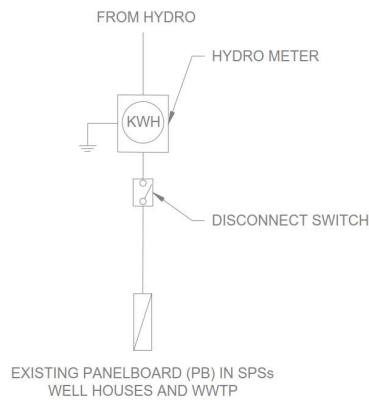 FROM HYDRO
HYDRO METER
KWH
DISCONNECT SWITCH
EXISTING PANELBOARD (PB) IN SPSs
WELL HOUSES AND WWTP